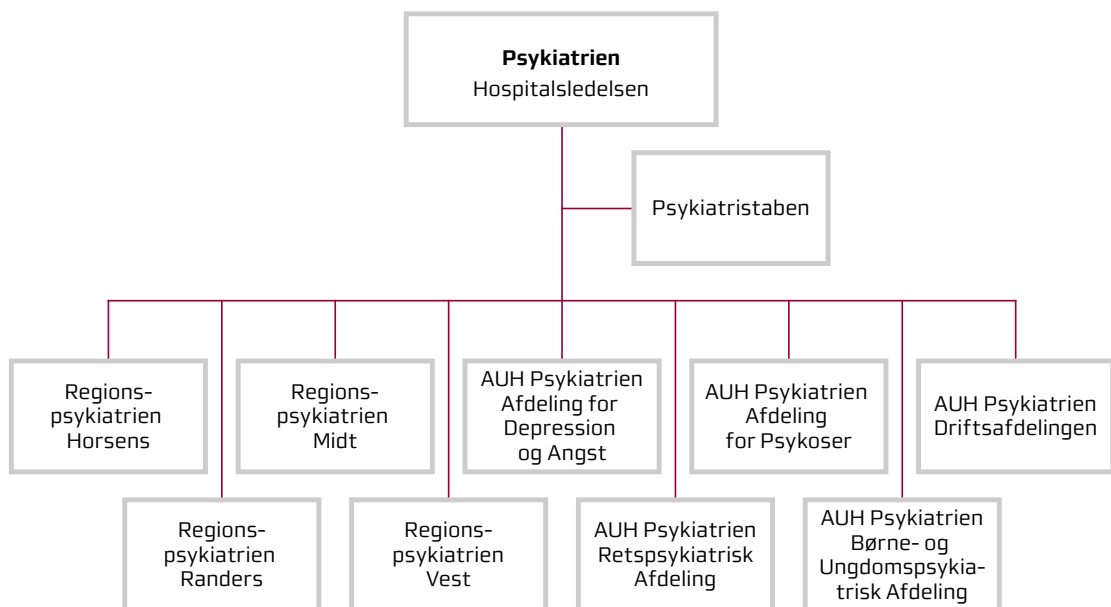 Psykiatrien
Hospitalsledelsen
Psykiatristaben
Regions-
psykiatrien
Horsens
Regions-
psykiatrien
Midt
AUH Psykiatrien
Afdeling for
Depression
og Angst
AUH Psykiatrien
Afdeling
for Psykoser
AUH Psykiatrien
Driftsafdelingen
Regions-
psykiatrien
Randers
Regions-
psykiatrien
Vest
AUH Psykiatrien
Retspsykiatrisk
Afdeling
AUH Psykiatrien
Børne- og
Ungdomspsykia-
trisk Afdeling